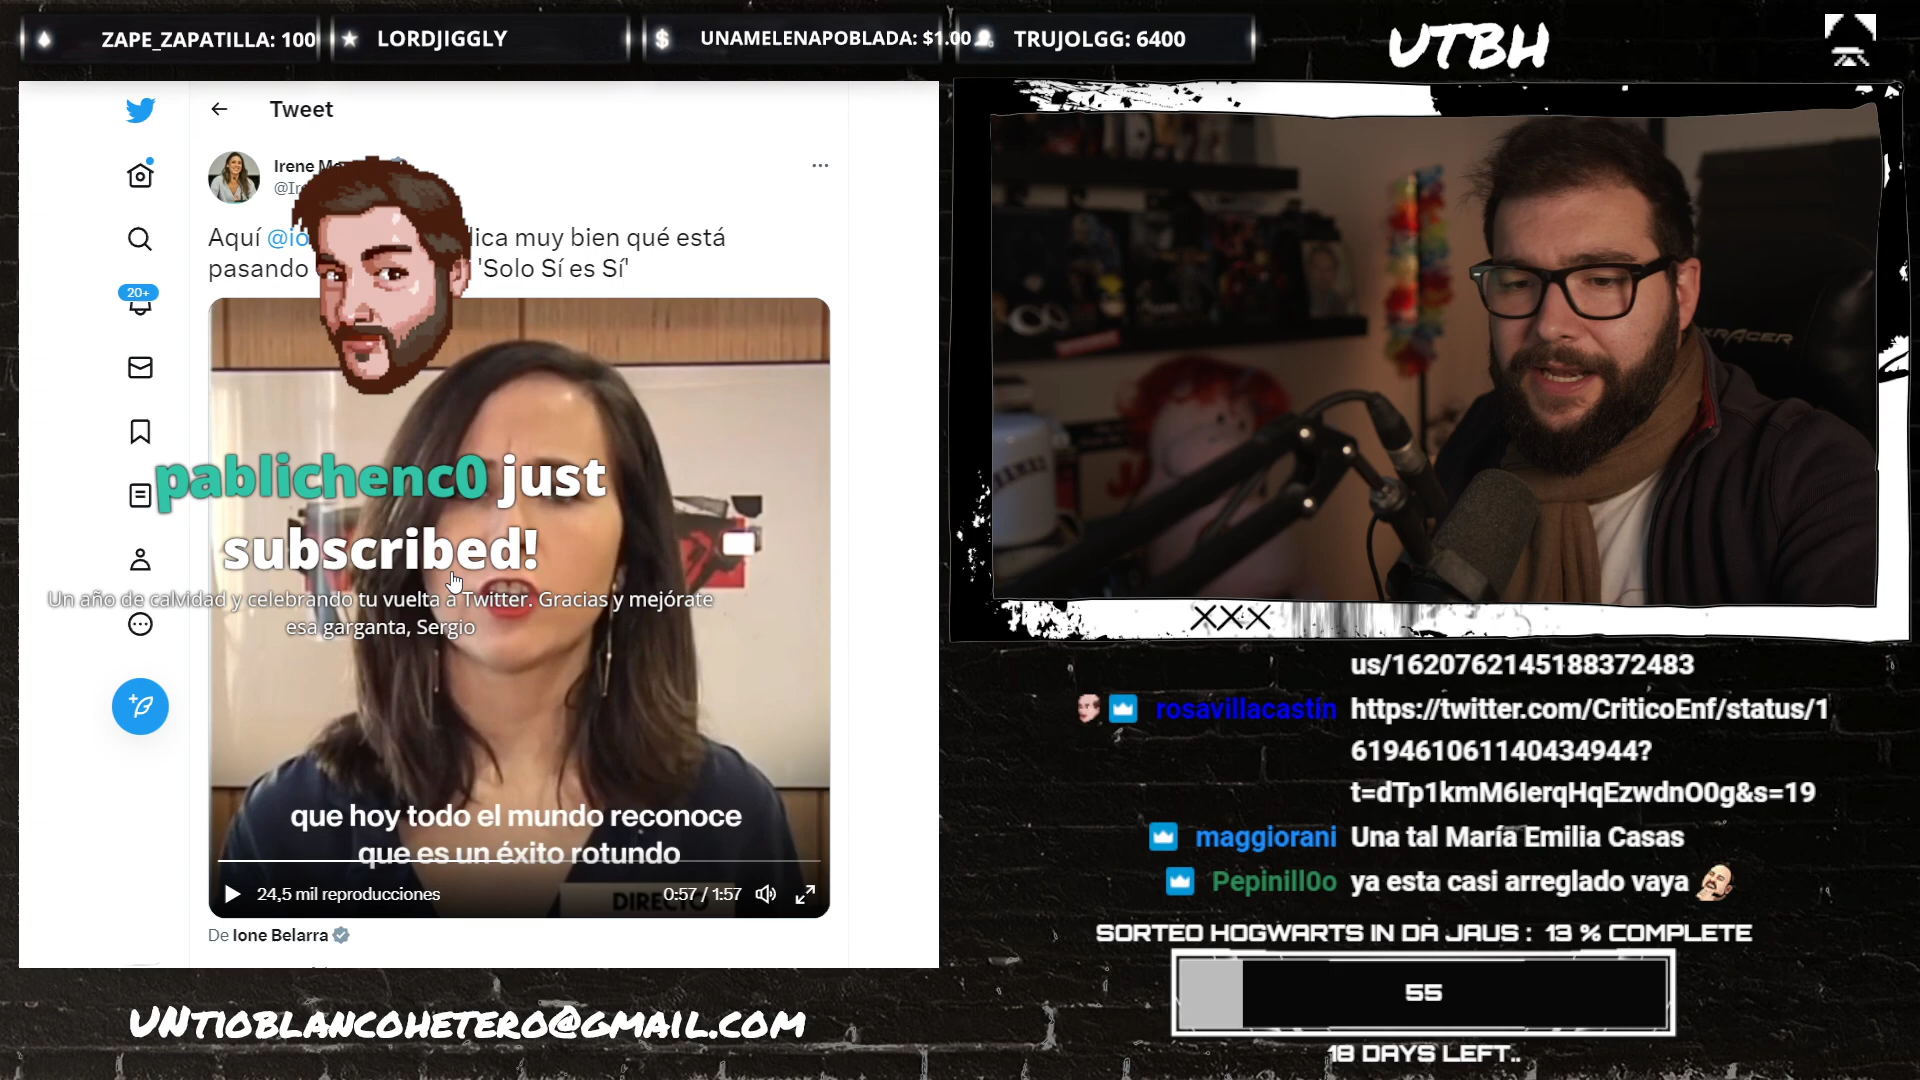 ZAPE_ZAPATILLA: 100
LORDJIGGLY
UNAMELENAPOBLADA: $1.00
TRUJOLGG: 6400
UTBH
Tweet
Irene
Aquí @io lica muy bien qué está
pasando 'Solo Sí es Sí'
20+
pablichenc0 just
subscribed!
Un año de calvidad y celebrando tu vuelta a Twitter. Gracias y mejórate
esa garganta, Sergio
que hoy todo el mundo reconoce
que es un éxito rotundo
24,5 mil reproducciones
DIRECTO
0:57 / 1:57
De Ione Belarra
UNTIOBLANCOHETERO@GMAIL.COM
XXX
us/1620762145188372483
rosavillacastin https://twitter.com/CriticoEnf/status/1
619461061140434944?
t=dTp1kmM6IerqHqEzwdnO0g&s=19
maggiorani Una tal María Emilia Casas
Pepinill0o ya esta casi arreglado vaya
SORTEO HOGWARTS IN DA JAUS : 13 % COMPLETE
55
18 DAYS LEFT..